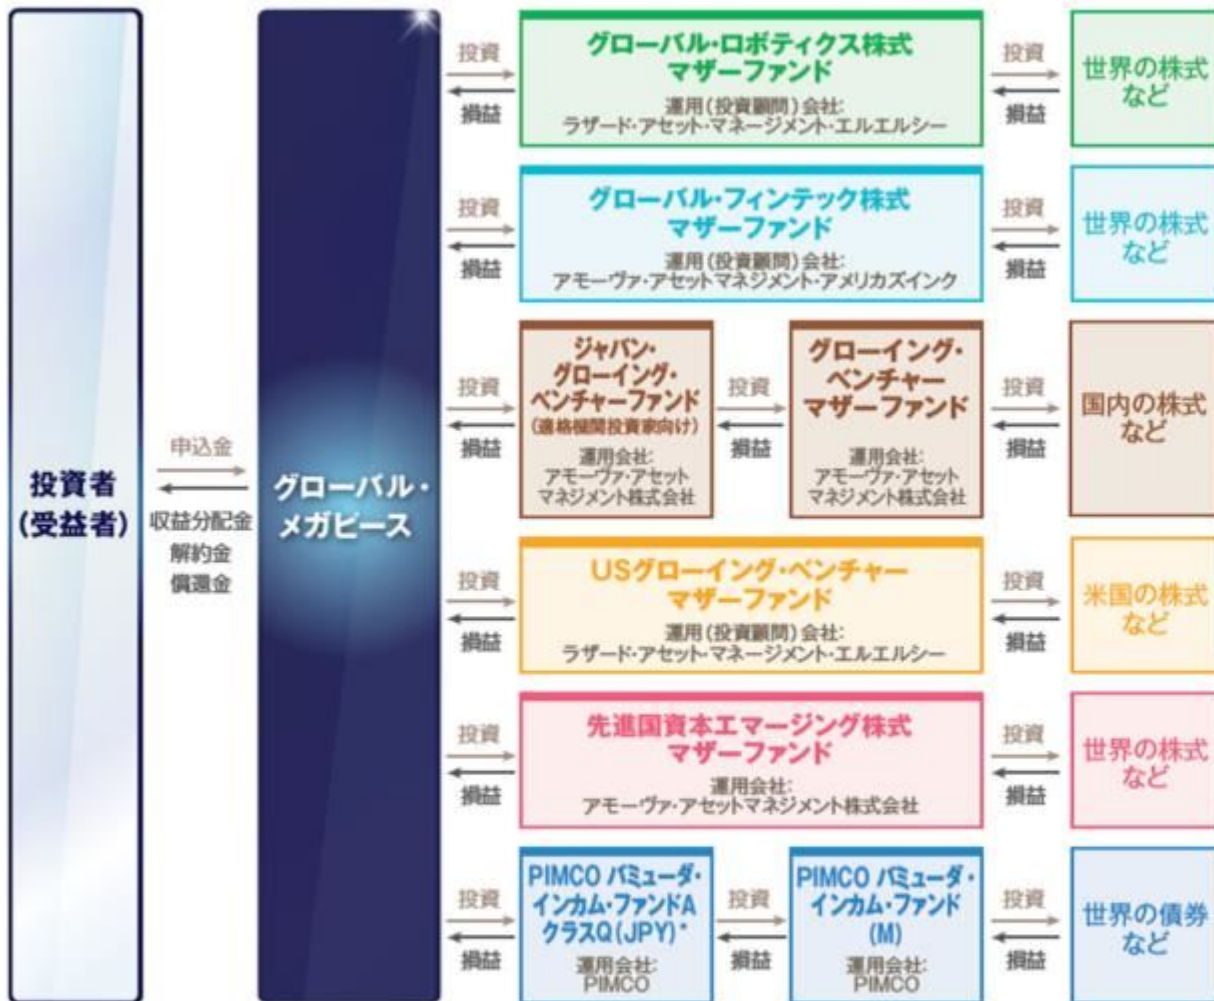 投資者
(受益者)
申込金
収益分配金
解約金
償還金
グローバル・
メガピース
投資
損益
グローバル・ロボティクス株式
マザーファンド
運用(投資顧問)会社:
ラザード・アセット・マネージメント・エルエルシー
投資
損益
世界の株式
など
投資
損益
グローバル・フィンテック株式
マザーファンド
運用(投資顧問)会社:
アモーヴァ・アセットマネジメント・アメリカズインク
投資
損益
世界の株式
など
投資
損益
ジャパン・
グローイング・
ベンチャーファンド
(適格機関投資家向け)
運用会社:
アモーヴァ・アセット
マネジメント株式会社
投資
損益
グローイング・
ベンチャー
マザーファンド
運用会社:
アモーヴァ・アセット
マネジメント株式会社
投資
損益
国内の株式
など
投資
損益
USグローイング・ベンチャー
マザーファンド
運用(投資顧問)会社:
ラザード・アセット・マネージメント・エルエルシー
投資
損益
米国の株式
など
投資
損益
先進国資本エマージング株式
マザーファンド
運用会社:
アモーヴァ・アセットマネジメント株式会社
投資
損益
世界の株式
など
投資
損益
PIMCO バミューダ・
インカム・ファンドA
クラスQ(JPY)*
運用会社:
PIMCO
投資
損益
PIMCO バミューダ・
インカム・ファンド
(M)
運用会社:
PIMCO
投資
損益
世界の債券
など